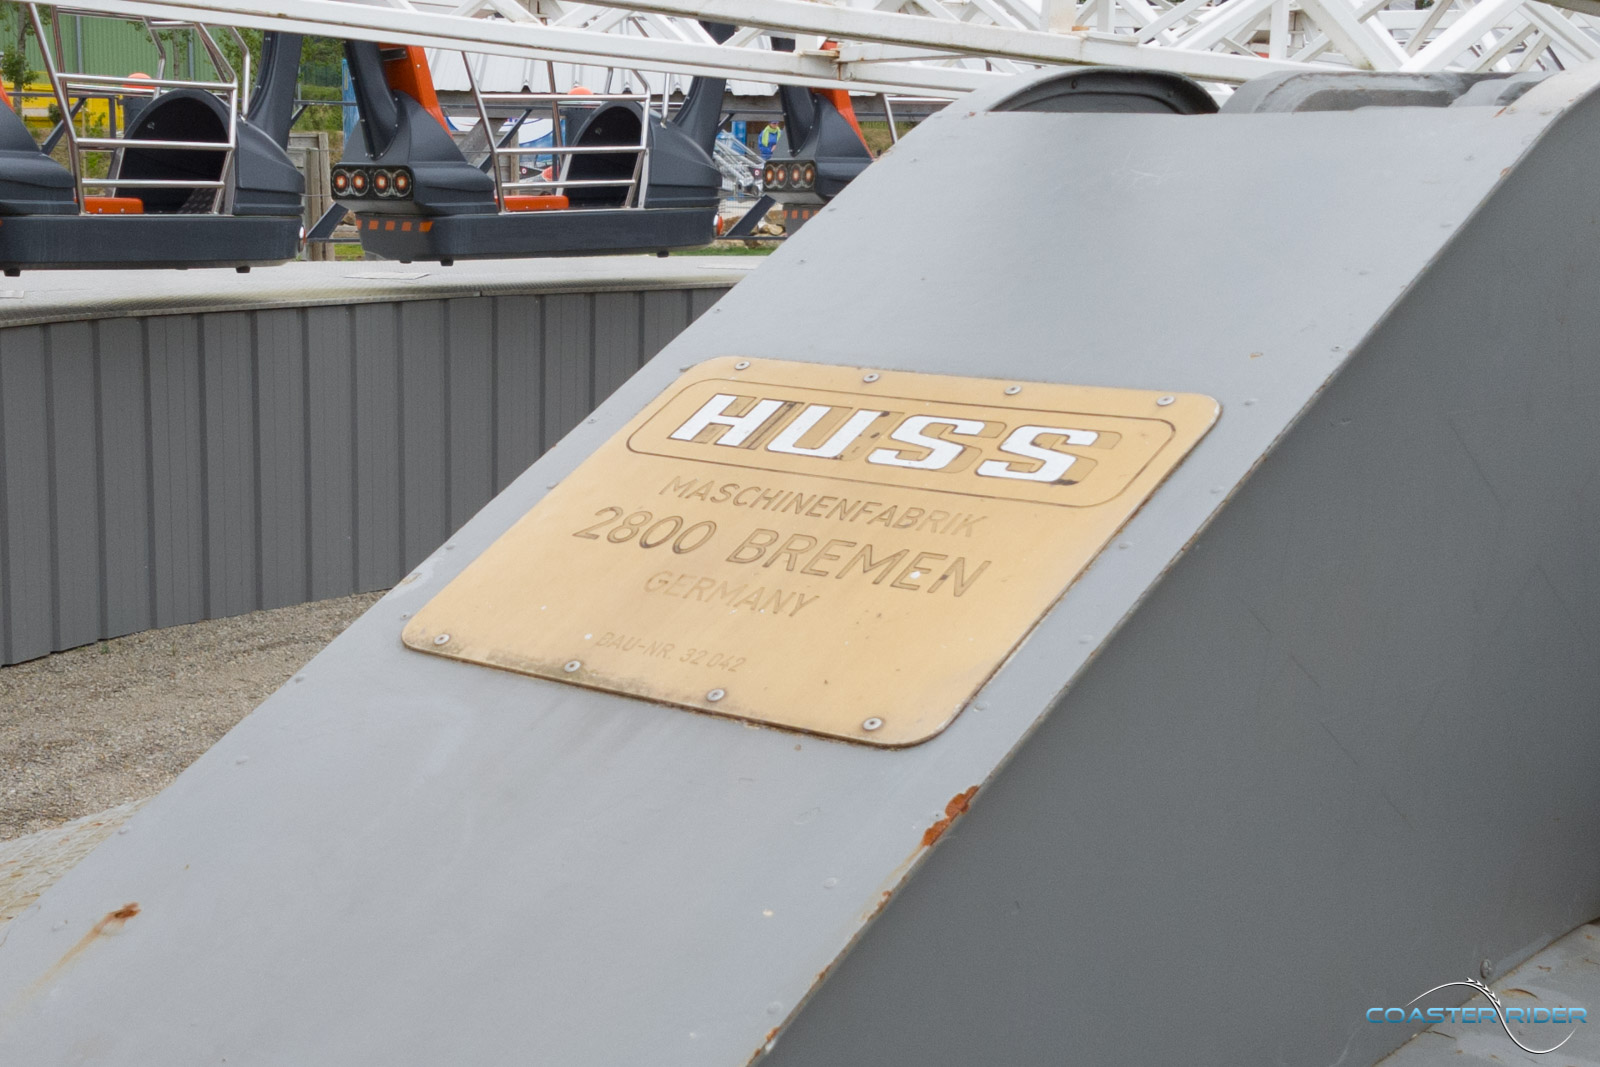 HUSS
MASCHINENFABRIK
2800 BREMEN
GERMANY
BAU-NR. 32 042
COASTER RIDER